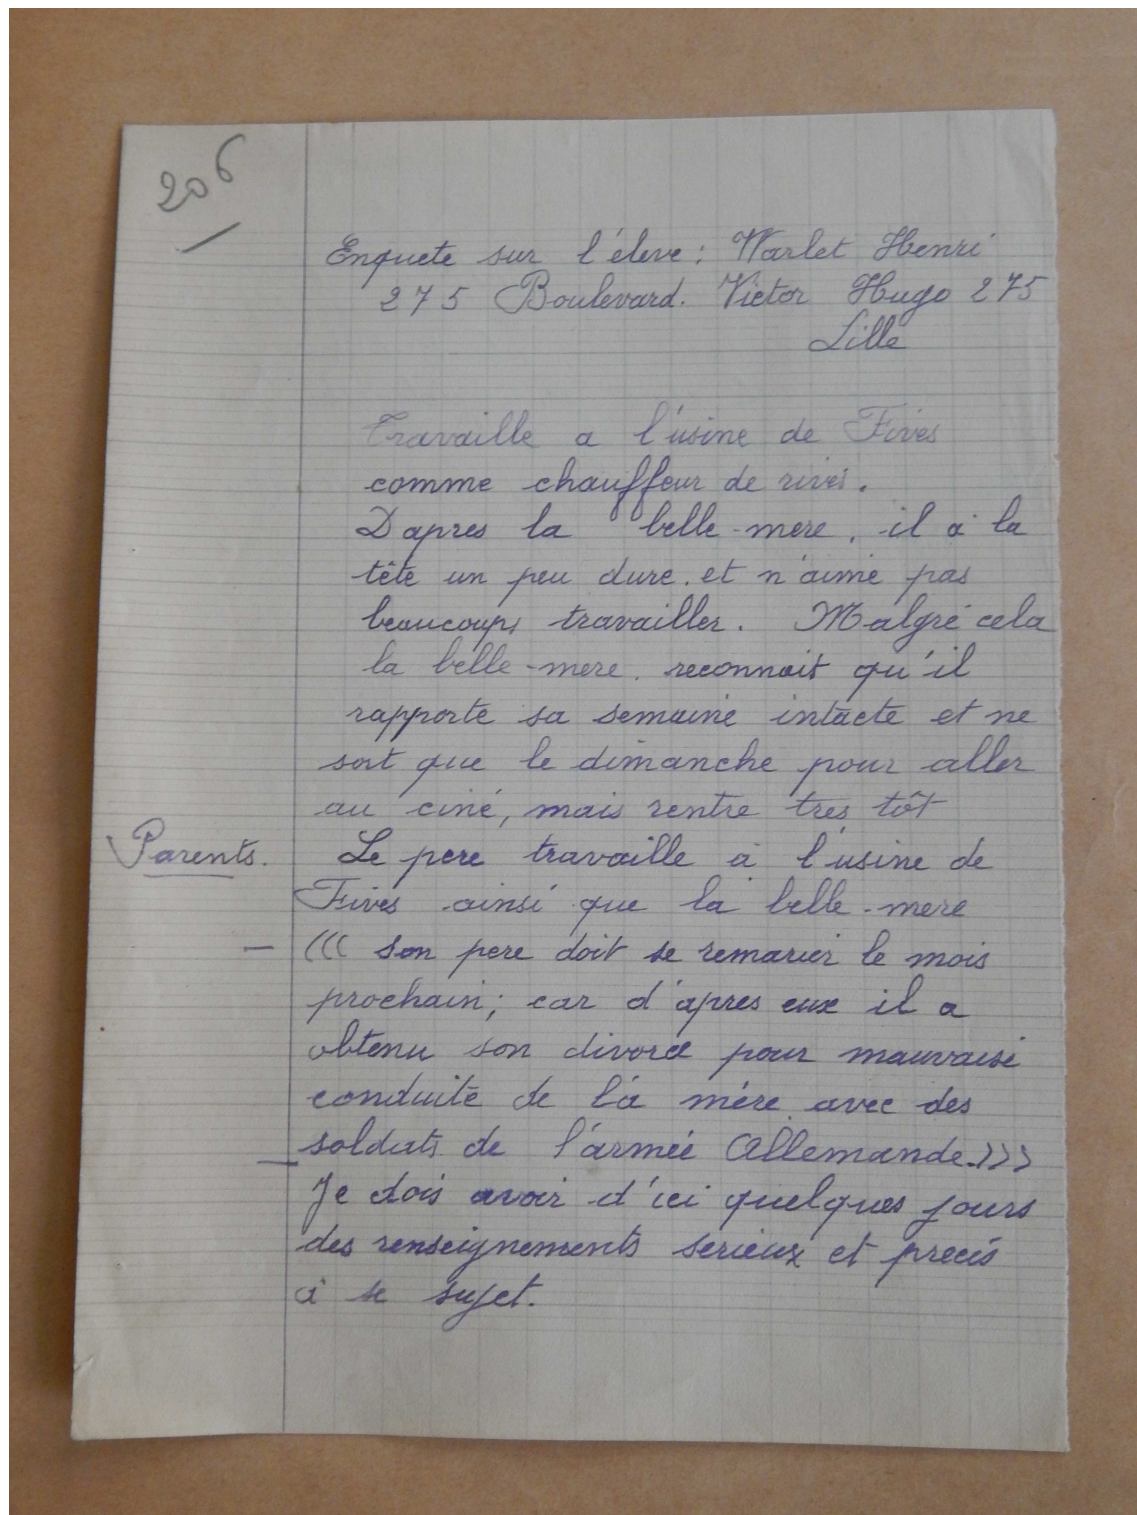 206
Enquete sur l'éleve : Warlet Henri
275 Boulevard. Victor Hugo 275
Lille
Travaille a l'usine de Fives
comme chauffeur de rives.
D'apres la belle-mere, il à la
tête un peu dure, et n'aime pas
beaucoups travailler. Malgré cela
la belle-mere. reconnait qu'il
rapporte sa semaine intacte et ne
sort que le dimanche pour aller
au ciné, mais rentre tres tôt
Parents. Le pere travaille à l'usine de
Fives ainsi que la belle-mere
— ((( son pere doit se remarier le mois
prochain; car d'apres eux il a
obtenu son divorce pour mauvaise
conduite de la mére avec des
— soldats de l'armée Allemande.)))
Je dois avoir d'ici quelques jours
des renseignements serieux et precis
à se sujet.